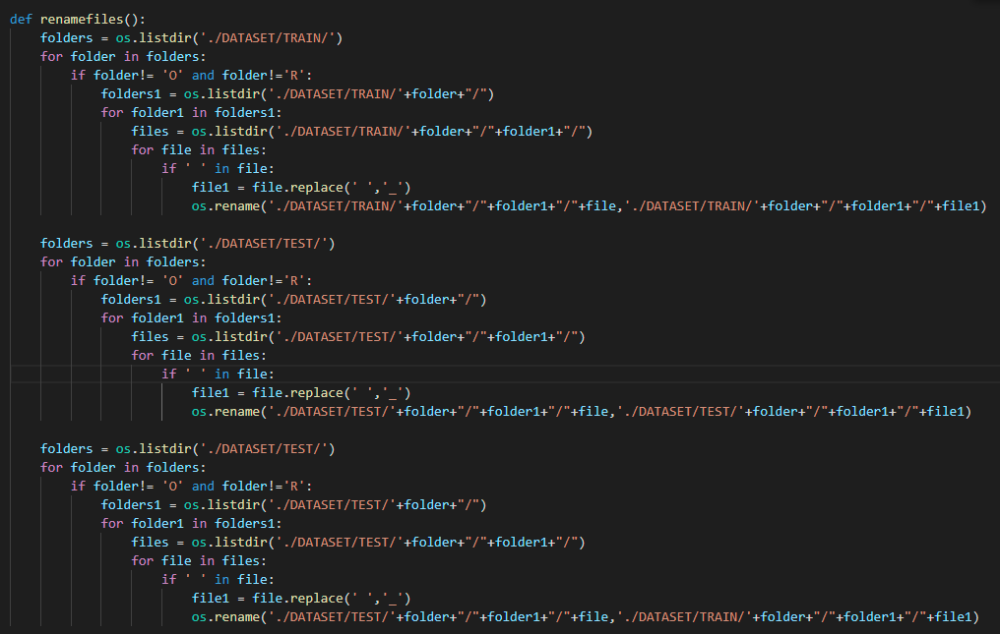 def renamefiles():
    folders = os.listdir('./DATASET/TRAIN/')
    for folder in folders:
        if folder!= 'O' and folder!='R':
            folders1 = os.listdir('./DATASET/TRAIN/'+folder+"/")
            for folder1 in folders1:
                files = os.listdir('./DATASET/TRAIN/'+folder+"/"+folder1+"/")
                for file in files:
                    if ' ' in file:
                        file1 = file.replace(' ','_')
                        os.rename('./DATASET/TRAIN/'+folder+"/"+folder1+"/"+file,'./DATASET/TRAIN/'+folder+"/"+folder1+"/"+file1)

    folders = os.listdir('./DATASET/TEST/')
    for folder in folders:
        if folder!= 'O' and folder!='R':
            folders1 = os.listdir('./DATASET/TEST/'+folder+"/")
            for folder1 in folders1:
                files = os.listdir('./DATASET/TEST/'+folder+"/"+folder1+"/")
                for file in files:
                    if ' ' in file:
                        file1 = file.replace(' ','_')
                        os.rename('./DATASET/TEST/'+folder+"/"+folder1+"/"+file,'./DATASET/TEST/'+folder+"/"+folder1+"/"+file1)

    folders = os.listdir('./DATASET/TEST/')
    for folder in folders:
        if folder!= 'O' and folder!='R':
            folders1 = os.listdir('./DATASET/TEST/'+folder+"/")
            for folder1 in folders1:
                files = os.listdir('./DATASET/TEST/'+folder+"/"+folder1+"/")
                for file in files:
                    if ' ' in file:
                        file1 = file.replace(' ','_')
                        os.rename('./DATASET/TEST/'+folder+"/"+folder1+"/"+file,'./DATASET/TRAIN/'+folder+"/"+folder1+"/"+file1)